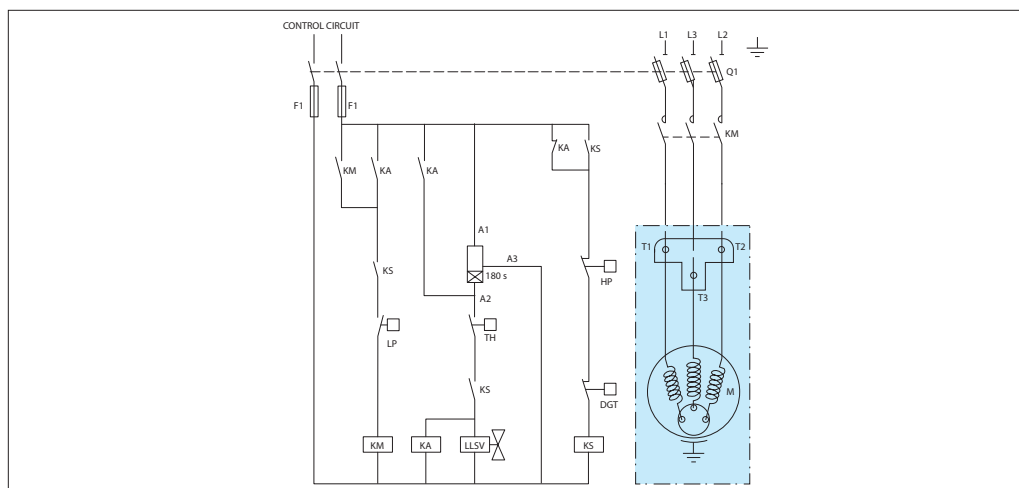 CONTROL CIRCUIT
L1 L3 L2
Q1
F1 F1
KM
KA KS
KM KA KA
A1
T1 T2
A3
KS 180 s HP
T3
A2
LP TH
KS M
DGT
KM KA LLSV KS